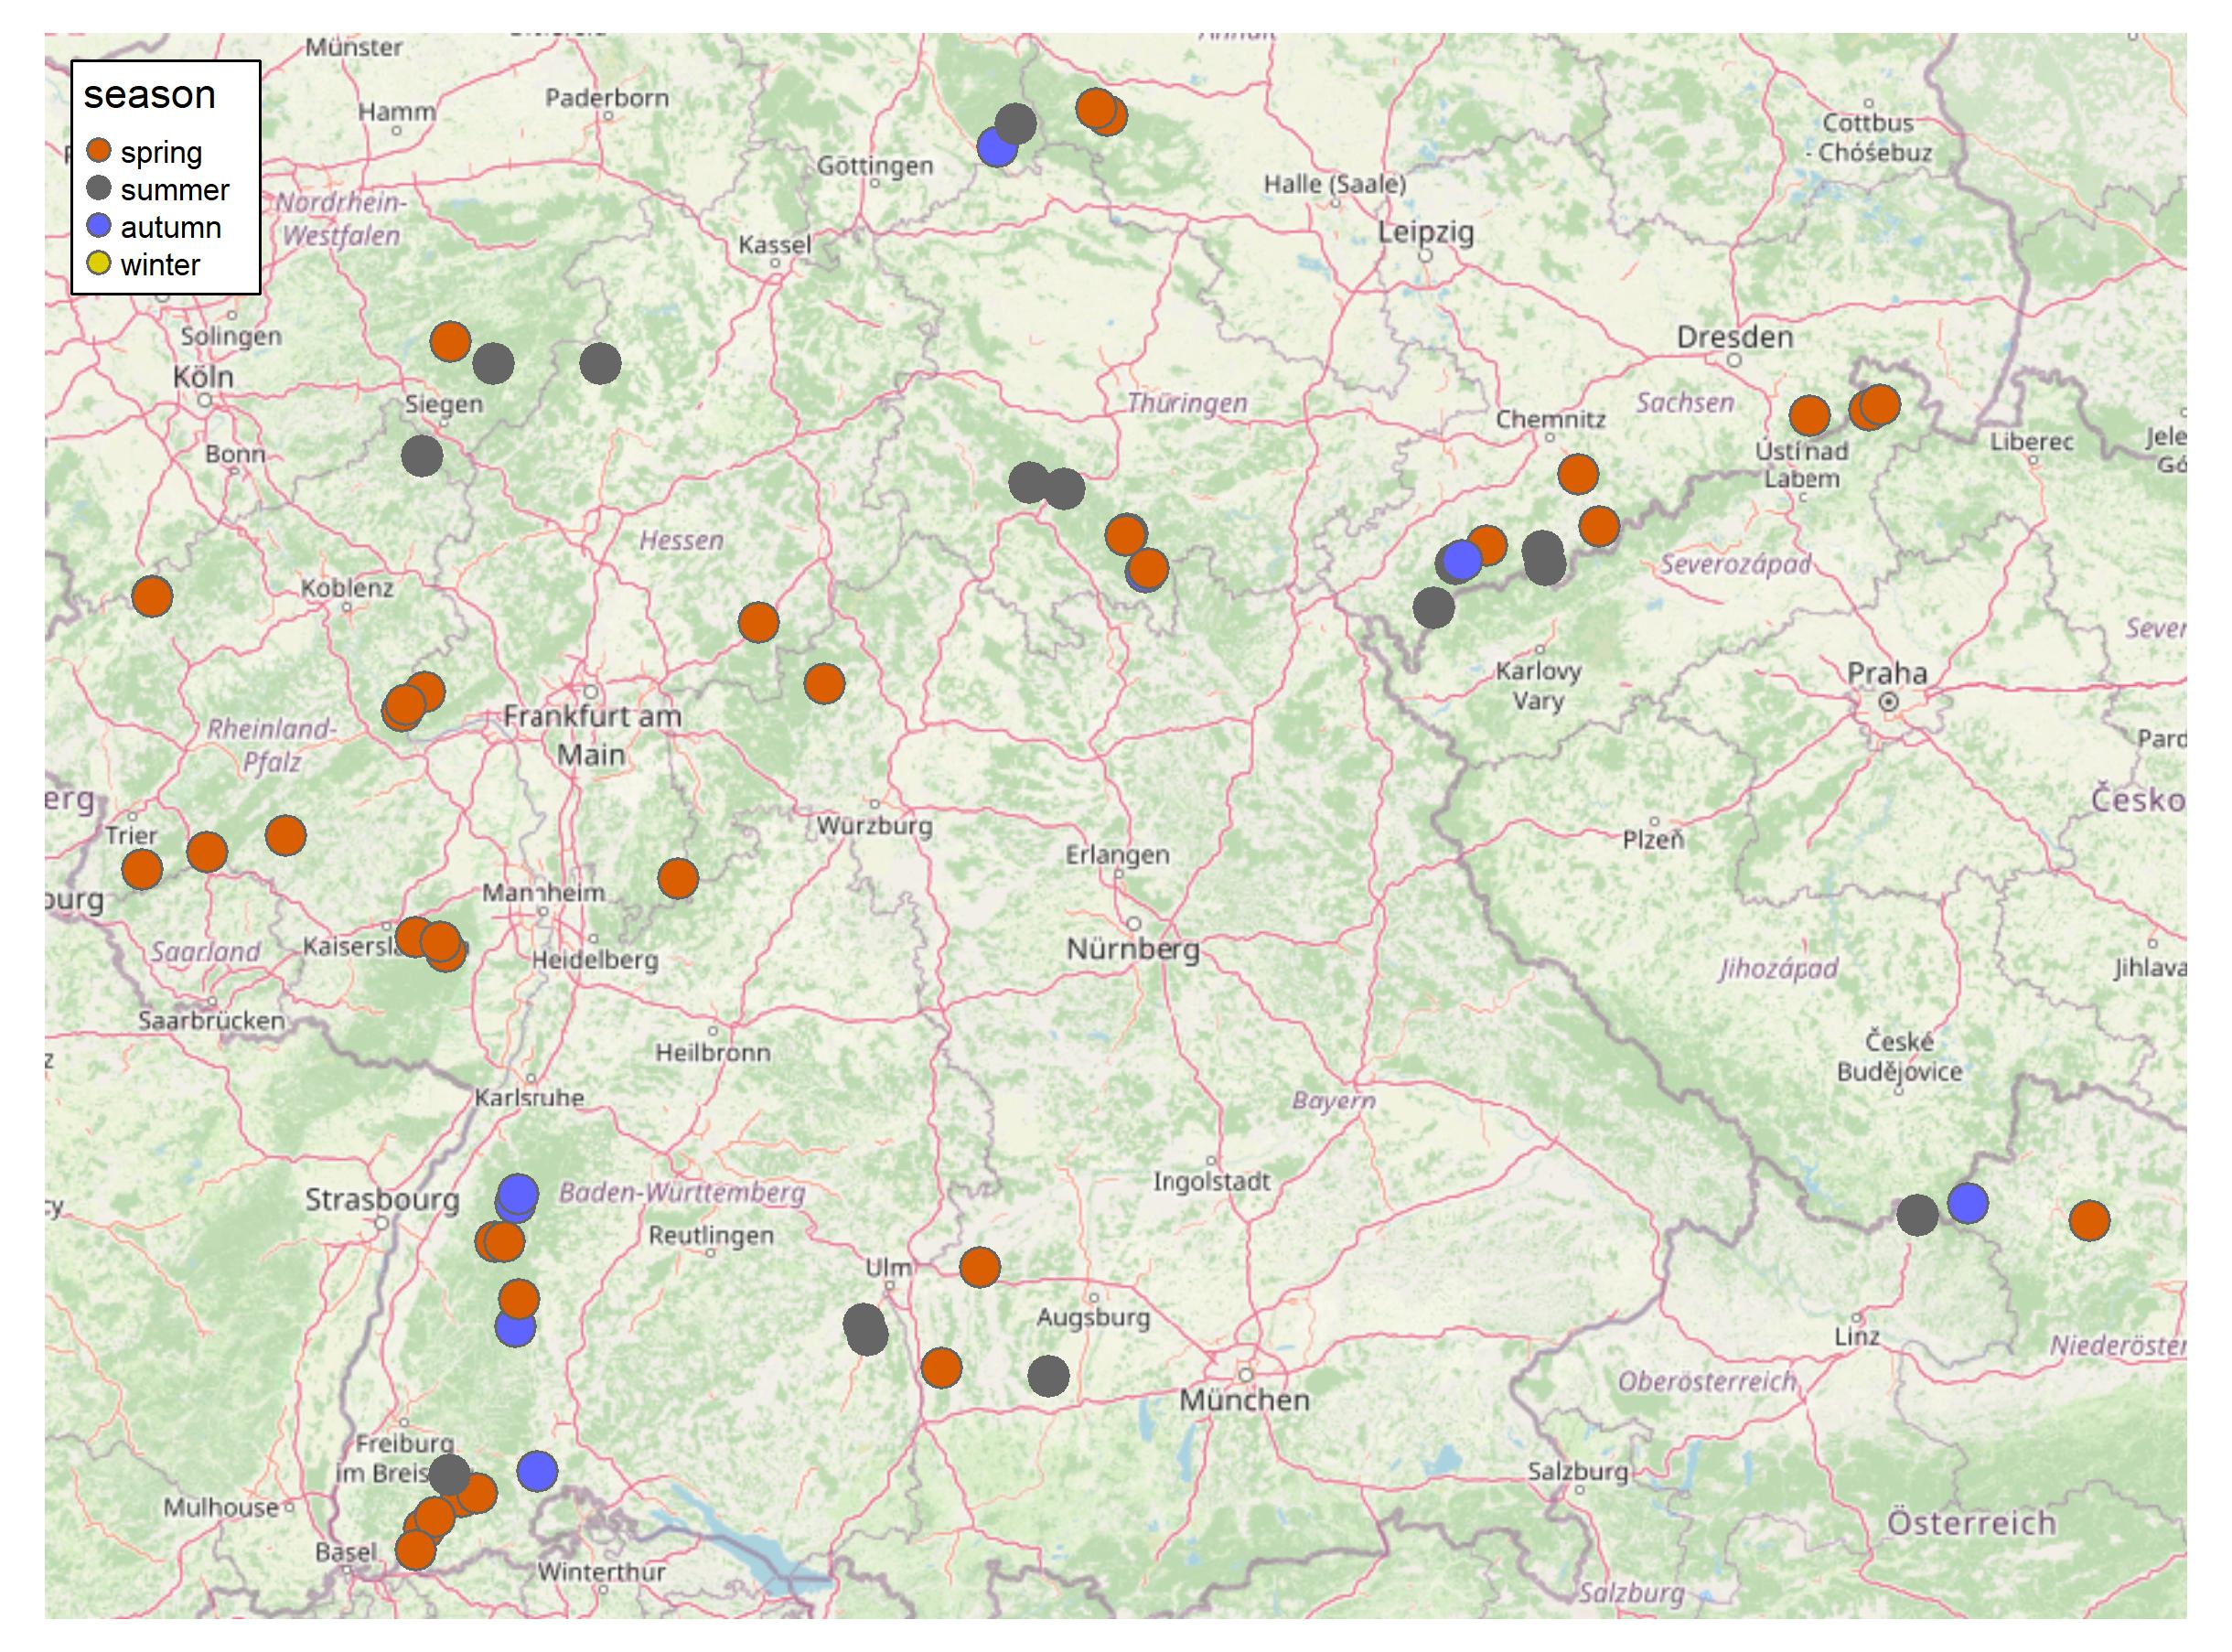 Münster
season
spring
summer
autumn
winter
Hamm
Paderborn
Göttingen
Halle (Saale)
Leipzig
Cottbus
- Chóśebuz
Nordrhein-
Westfalen
Kassel
Solingen
Köln
Siegen
Bonn
Thüringen
Chemnitz
Sachsen
Dresden
Ústí nad
Labem
Liberec
Jele
Gó
Hessen
Severozápad
Koblenz
Sever
Karlovy
Vary
Praha
Frankfurt am
Main
Rheinland-
Pfalz
Pard
erg
Česko
Trier
Würzburg
Erlangen
Plzeň
Mannheim
ourg
Nürnberg
Saarland
Kaisersla
Heidelberg
Jihozápad
Jihlava
Saarbrücken
Heilbronn
České
Budějovice
Karlsruhe
Bayern
Ingolstadt
Strasbourg
Baden-Württemberg
cy
Reutlingen
Ulm
Augsburg
Linz
Niederöster
München
Oberösterreich
Freiburg
im Breis
Salzburg
Mulhouse
Österreich
Basel
Winterthur
Salzburg